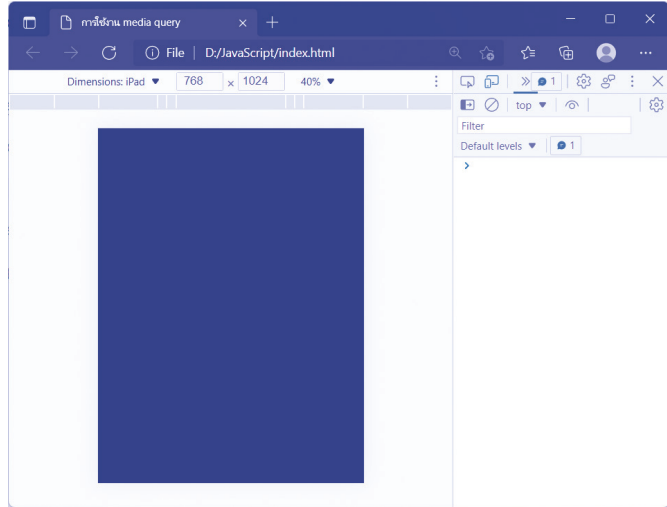 การใช้งาน media query
File | D:/JavaScript/index.html
Dimensions: iPad 768 x 1024 40%
1
top
Filter
Default levels 1